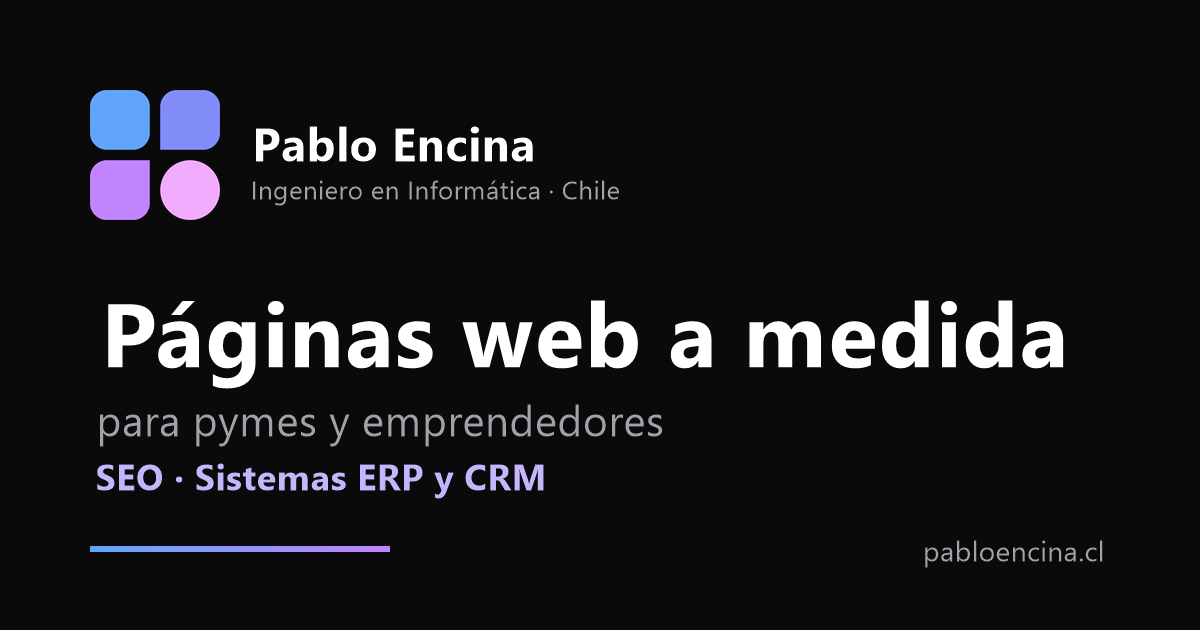 Pablo Encina
Ingeniero en Informática · Chile
Páginas web a medida
para pymes y emprendedores
SEO · Sistemas ERP y CRM
pabloencina.cl